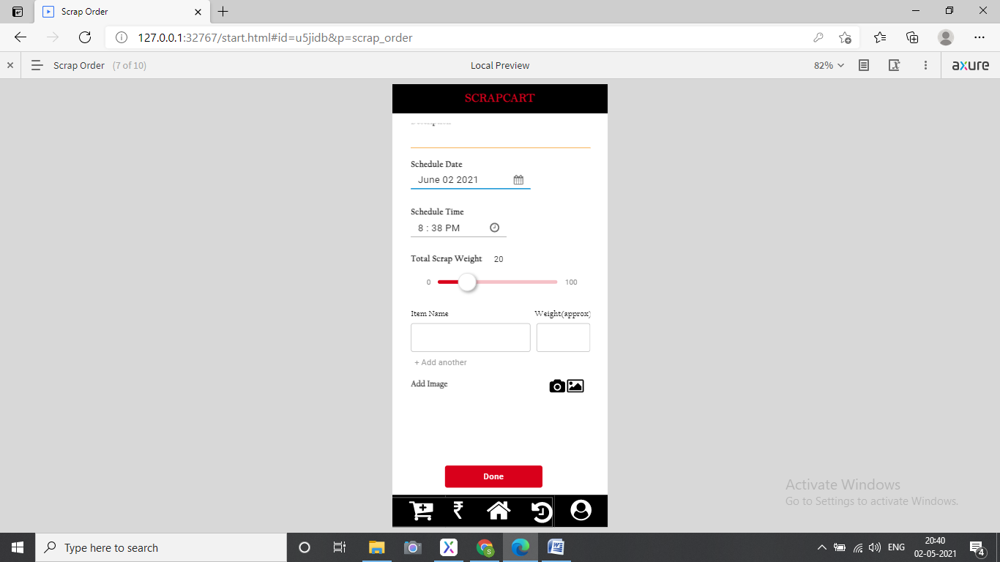 Scrap Order
127.0.0.1:32767/start.html#id=u5jidb&p=scrap_order
Scrap Order (7 of 10)
Local Preview
82%
axure
SCRAPCART
Schedule Date
June 02 2021
Schedule Time
8 : 38 PM
Total Scrap Weight 20
0
100
Item Name
Weight(approx)
+ Add another
Add Image
Done
₹
Activate Windows
Go to Settings to activate Windows.
Type here to search
S
W
ENG
20:40
02-05-2021
4